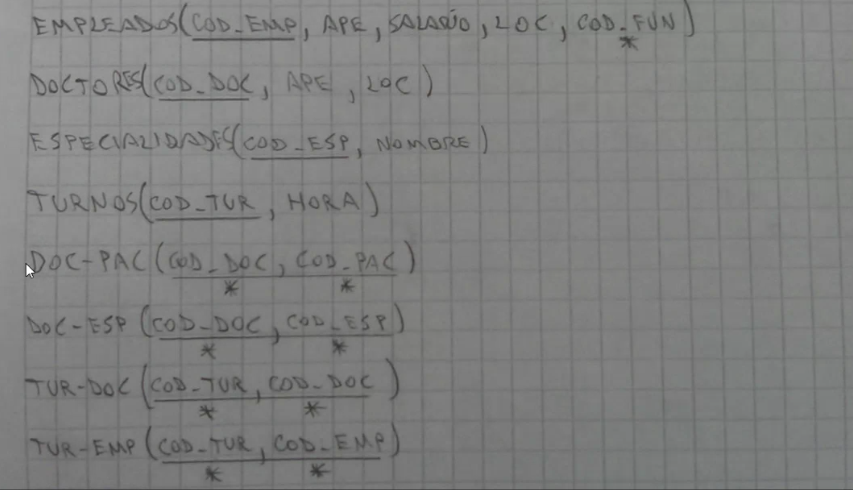 EMPLEADOS(COD_EMP, APE, SALARIO, LOC, COD_FUN)
*
DOCTORES(COD_DOC, APE, LOC)
ESPECIALIDADES(COD_ESP, NOMBRE)
TURNOS(COD_TUR, HORA)
DOC-PAC (COD_DOC, COD_PAC)
* *
DOC-ESP (COD_DOC, COD_ESP)
* *
TUR-DOC (COD_TUR, COD_DOC)
* *
TUR-EMP (COD_TUR, COD_EMP)
* *